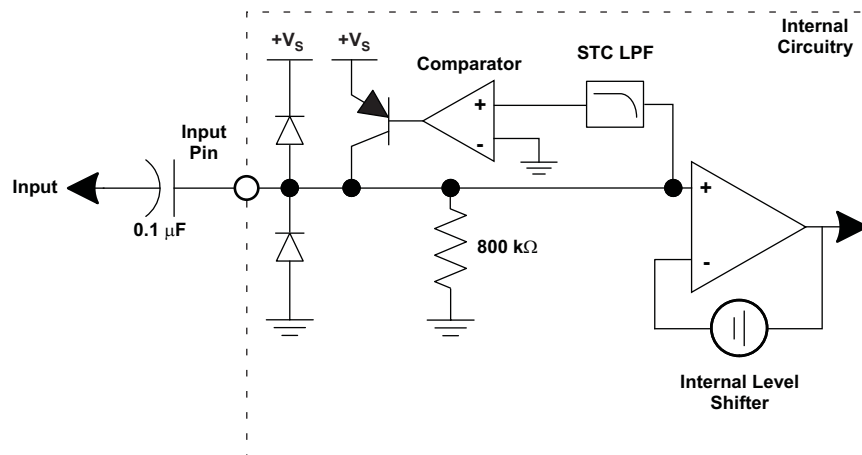 Internal
Circuitry
+VS
+VS
STC LPF
Comparator
+
-
Input
Pin
Input
0.1 μF
800 kΩ
+
-
Internal Level
Shifter